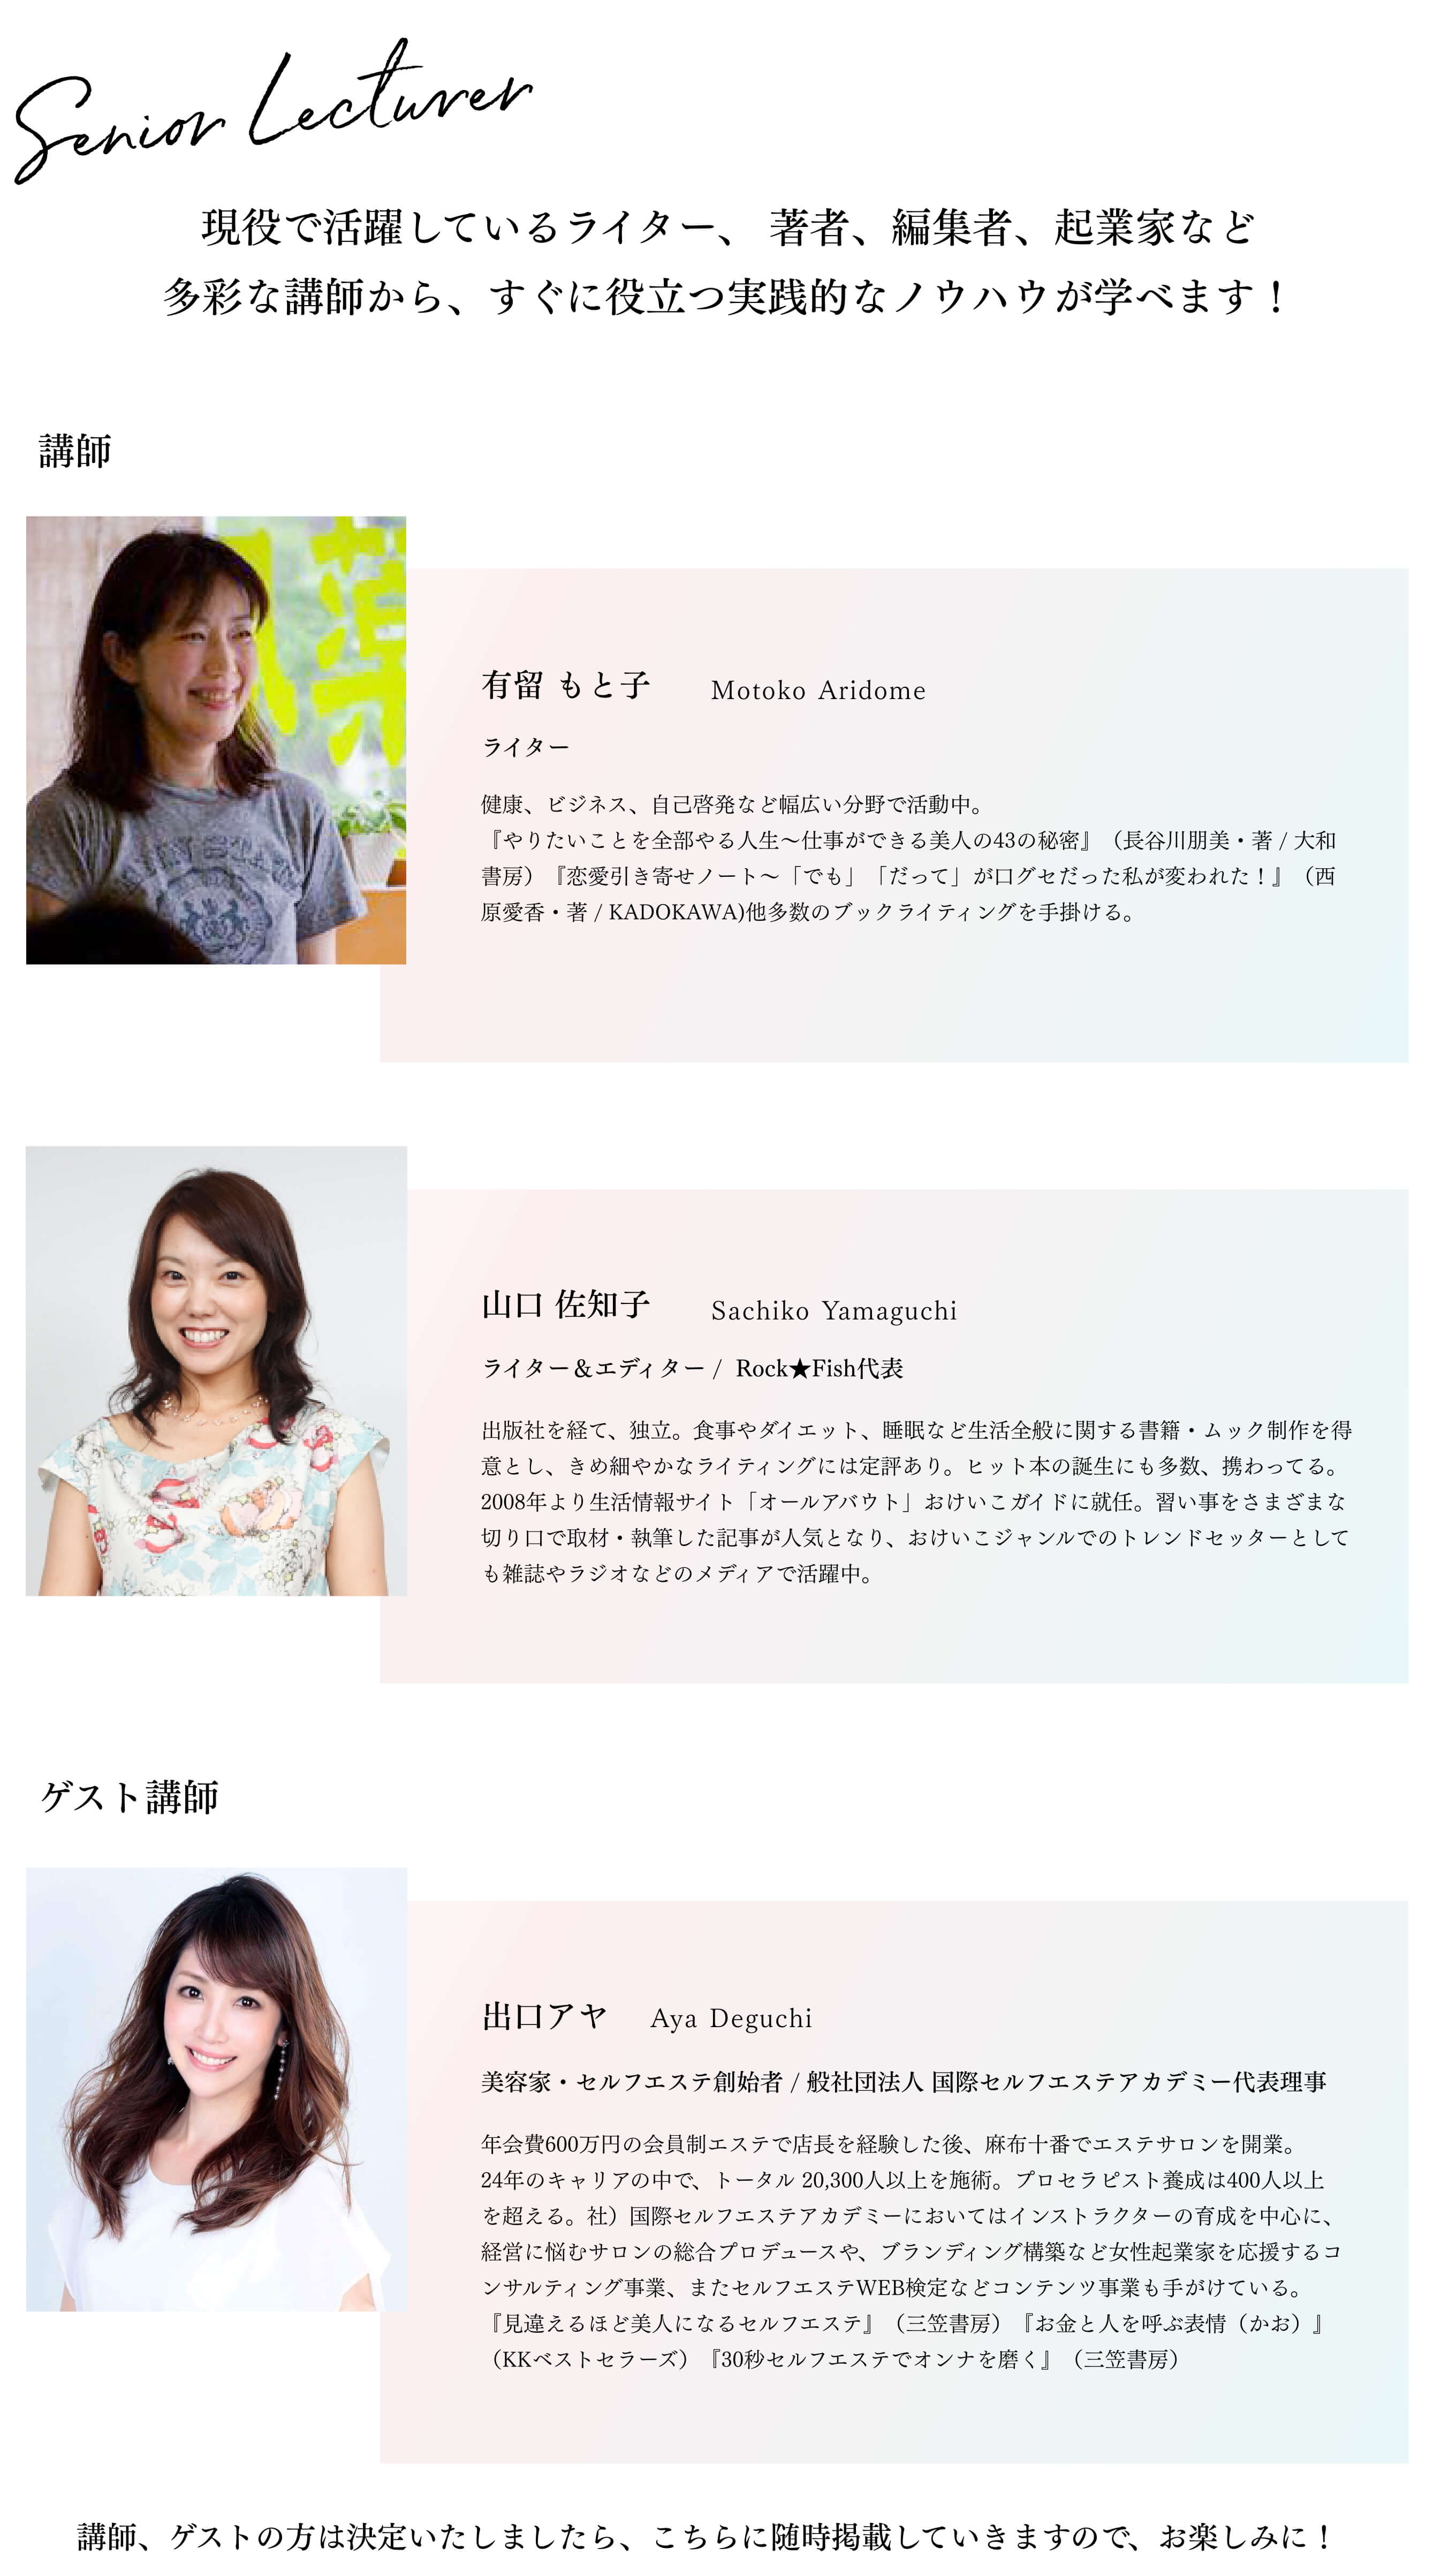 Senior Lecturer
現役で活躍しているライター、 著者、編集者、起業家など
多彩な講師から、すぐに役立つ実践的なノウハウが学べます！
講師
薬
有留 もと子 Motoko Aridome
ライター
健康、ビジネス、自己啓発など幅広い分野で活動中。
『やりたいことを全部やる人生〜仕事ができる美人の43の秘密』（長谷川朋美・著 / 大和
書房）『恋愛引き寄せノート〜「でも」「だって」が口グセだった私が変われた！』（西
原愛香・著 / KADOKAWA)他多数のブックライティングを手掛ける。
山口 佐知子 Sachiko Yamaguchi
ライター＆エディター / Rock★Fish代表
出版社を経て、独立。食事やダイエット、睡眠など生活全般に関する書籍・ムック制作を得
意とし、きめ細やかなライティングには定評あり。ヒット本の誕生にも多数、携わってる。
2008年より生活情報サイト「オールアバウト」おけいこガイドに就任。習い事をさまざまな
切り口で取材・執筆した記事が人気となり、おけいこジャンルでのトレンドセッターとして
も雑誌やラジオなどのメディアで活躍中。
ゲスト講師
出口アヤ Aya Deguchi
美容家・セルフエステ創始者 / 般社団法人 国際セルフエステアカデミー代表理事
年会費600万円の会員制エステで店長を経験した後、麻布十番でエステサロンを開業。
24年のキャリアの中で、トータル 20,300人以上を施術。プロセラピスト養成は400人以上
を超える。社）国際セルフエステアカデミーにおいてはインストラクターの育成を中心に、
経営に悩むサロンの総合プロデュースや、ブランディング構築など女性起業家を応援するコ
ンサルティング事業、またセルフエステWEB検定などコンテンツ事業も手がけている。
『見違えるほど美人になるセルフエステ』（三笠書房）『お金と人を呼ぶ表情（かお）』
（KKベストセラーズ）『30秒セルフエステでオンナを磨く』（三笠書房）
講師、ゲストの方は決定いたしましたら、こちらに随時掲載していきますので、お楽しみに！